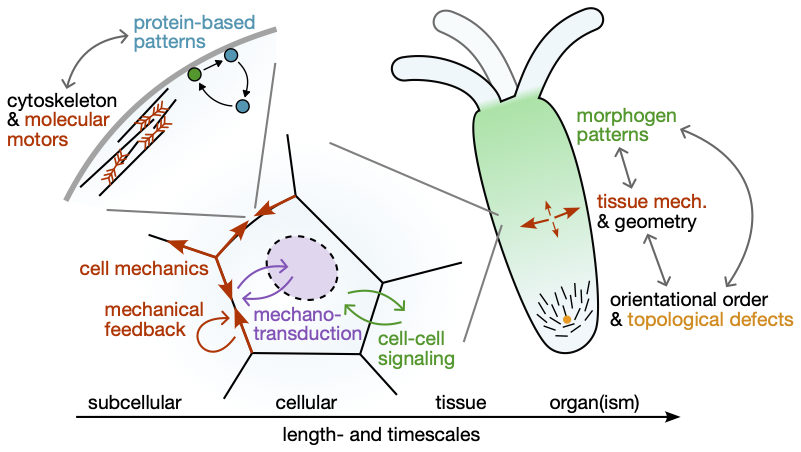 protein-based
patterns
cytoskeleton
& molecular
motors
morphogen
patterns
tissue mech.
& geometry
cell mechanics
mechanical
feedback
mechano-
transduction
cell-cell
signaling
orientational order
& topological defects
subcellular
cellular
tissue
organ(ism)
length- and timescales